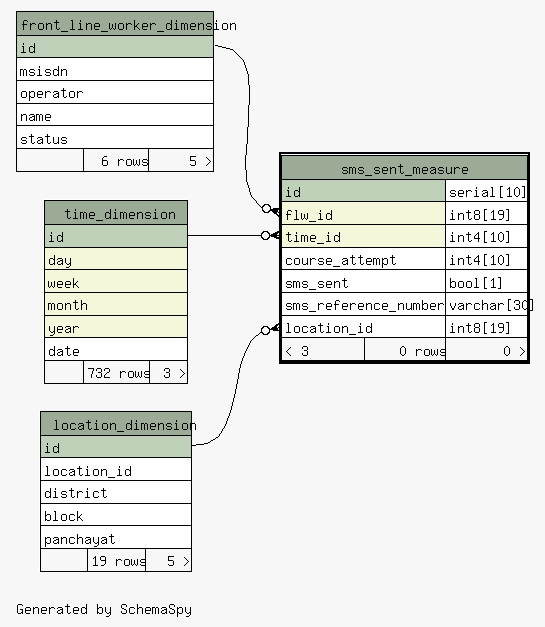 front_line_worker_dimension
id
msisdn
operator
name
status
6 rows 5 >
time_dimension
id
day
week
month
year
date
732 rows 3 >
location_dimension
id
location_id
district
block
panchayat
19 rows 5 >
sms_sent_measure
id serial[10]
flw_id int8[19]
time_id int4[10]
course_attempt int4[10]
sms_sent bool[1]
sms_reference_number varchar[30]
location_id int8[19]
< 3 0 rows 0 >
Generated by SchemaSpy